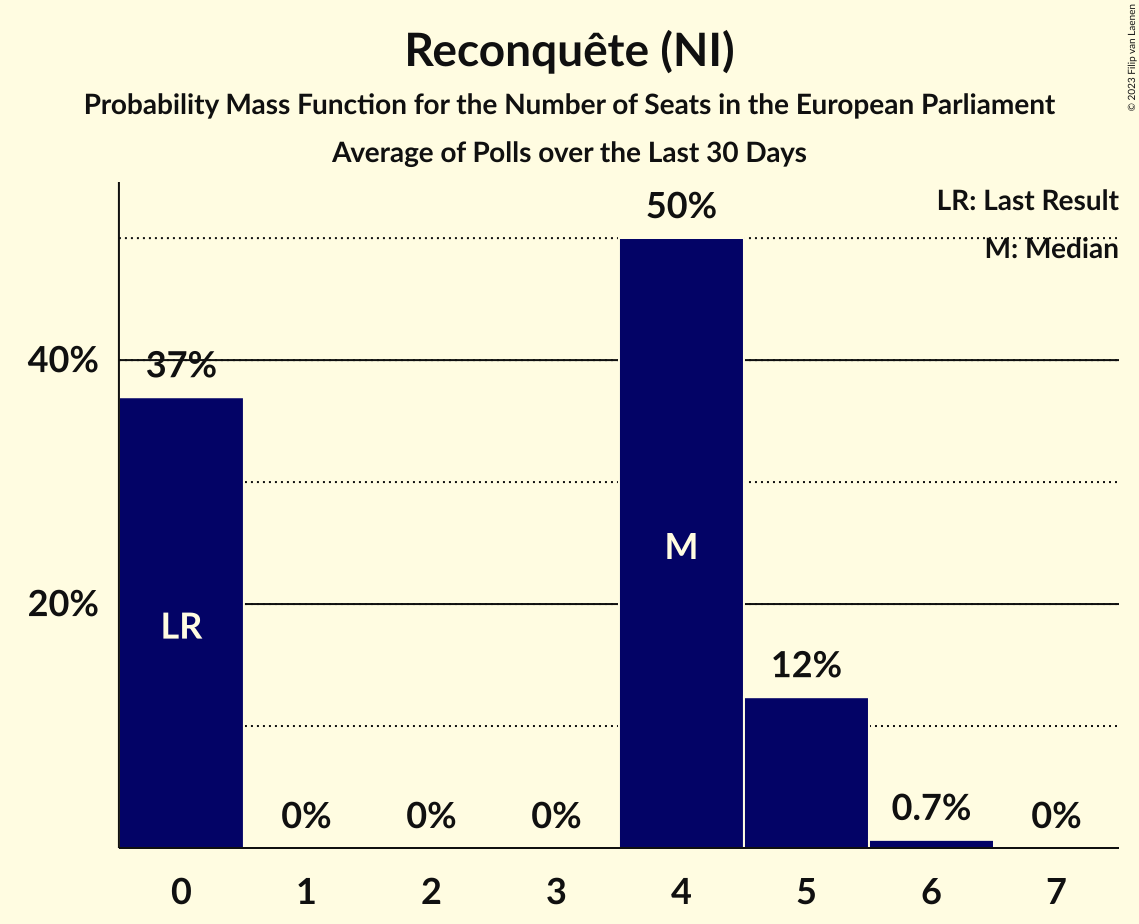 Reconquête (NI)
Probability Mass Function for the Number of Seats in the European Parliament
Average of Polls over the Last 30 Days
© 2023 Filip van Laenen
LR: Last Result
M: Median
50%
40%
37%
M
20%
LR
12%
0%
0%
0%
0.7%
0%
0 1 2 3 4 5 6 7